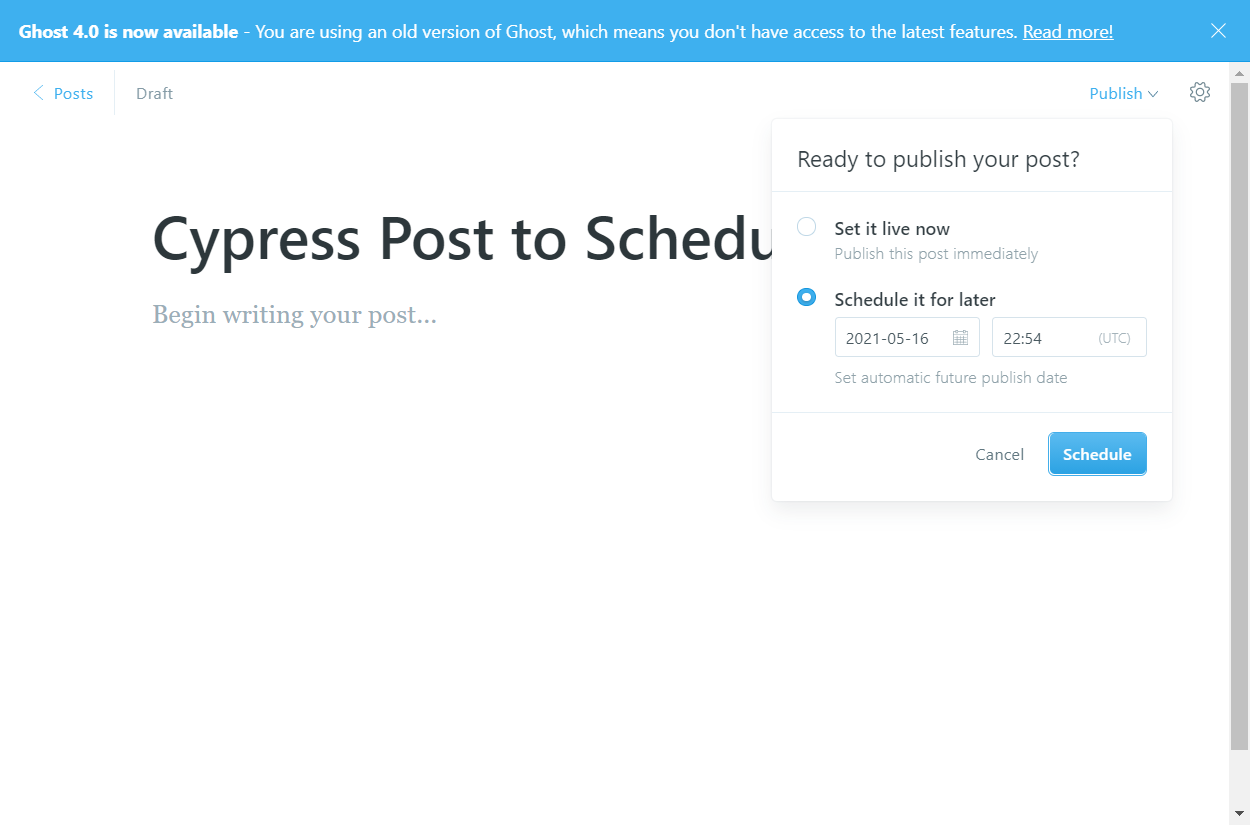 Ghost 4.0 is now available - You are using an old version of Ghost, which means you don't have access to the latest features. Read more!
Posts
Draft
Publish
Ready to publish your post?
Cypress Post to Schedu
Set it live now
Publish this post immediately
Begin writing your post...
Schedule it for later
2021-05-16
22:54 (UTC)
Set automatic future publish date
Cancel
Schedule